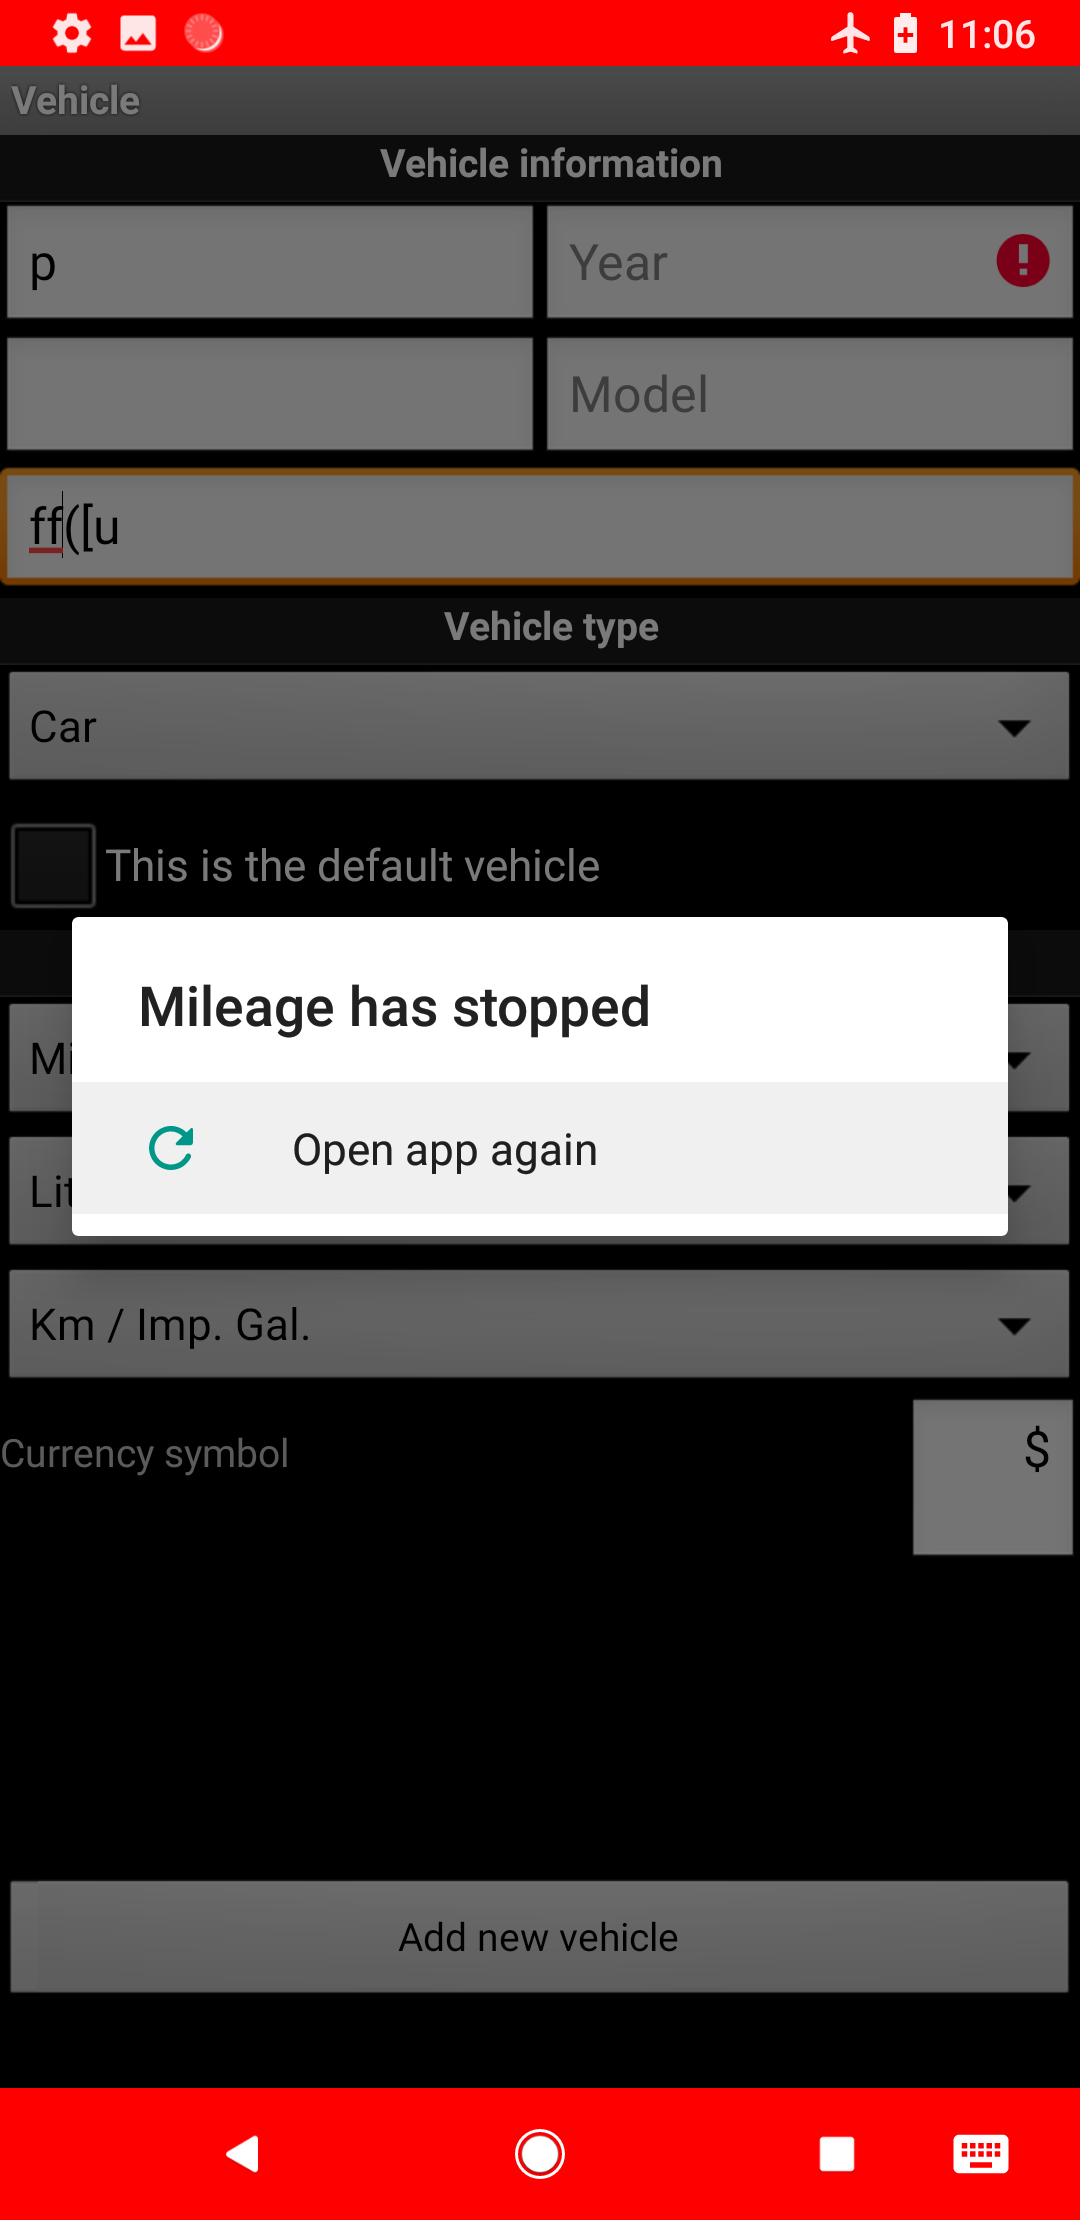 11:06
Vehicle
Vehicle information
p
Year
Model
ff([u
Vehicle type
Car
This is the default vehicle
Mileage has stopped
Mi
Open app again
Lit
Km / Imp. Gal.
Currency symbol
$
Add new vehicle